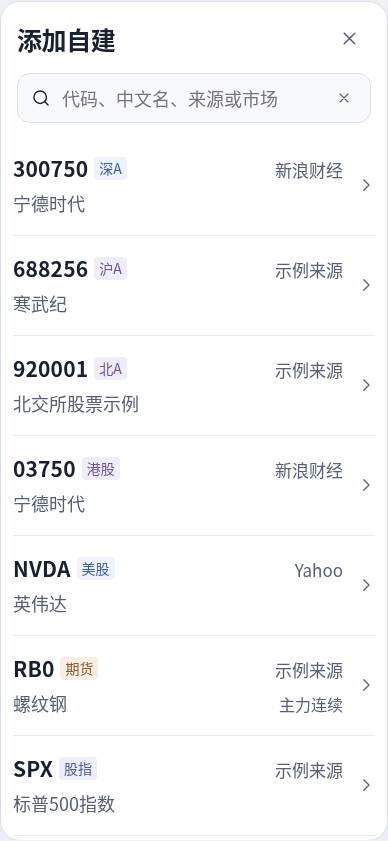 添加自建
代码、中文名、来源或市场
300750 深A 新浪财经
宁德时代
688256 沪A 示例来源
寒武纪
920001 北A 示例来源
北交所股票示例
03750 港股 新浪财经
宁德时代
NVDA 美股 Yahoo
英伟达
RB0 期货 示例来源
螺纹钢 主力连续
SPX 股指 示例来源
标普500指数